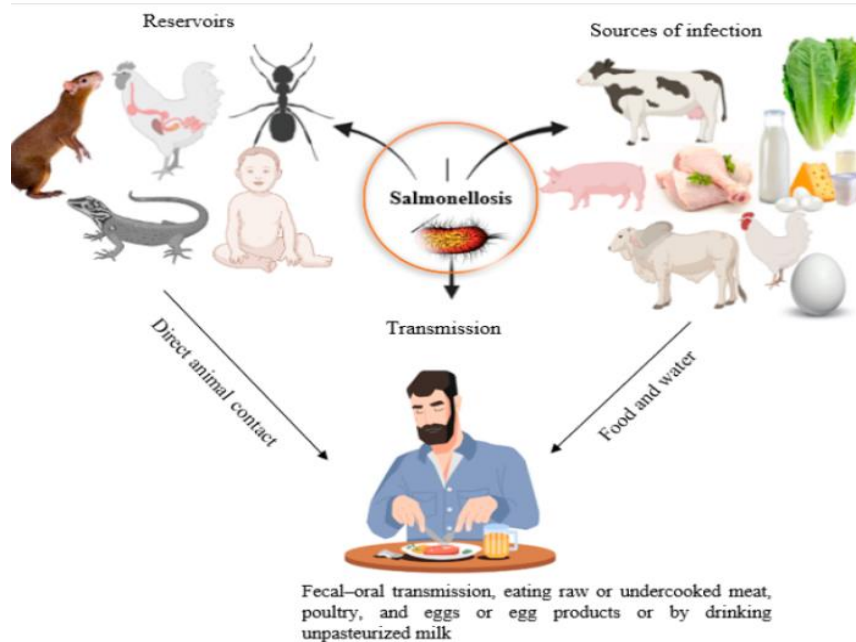 Reservoirs
Sources of infection
Salmonellosis
Transmission
Direct animal contact
Food and water
Fecal–oral transmission, eating raw or undercooked meat,
poultry, and eggs or egg products or by drinking
unpasteurized milk